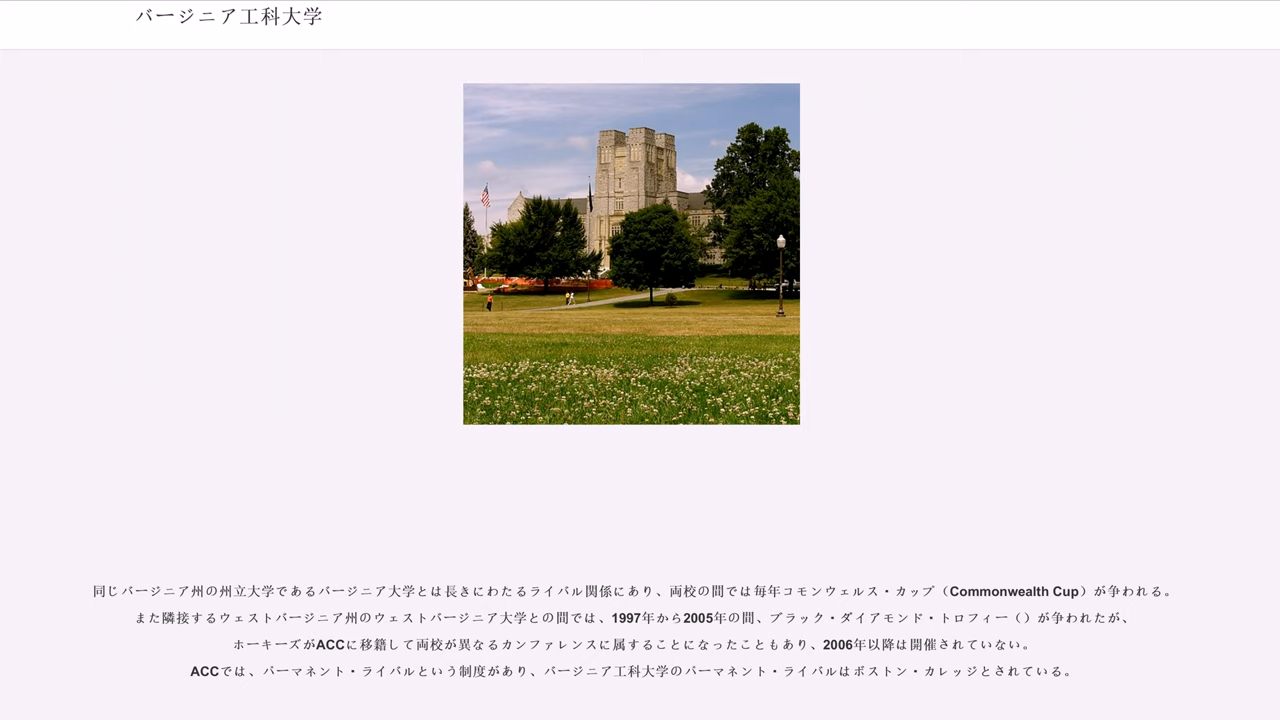 バージニア工科大学
同じバージニア州の州立大学であるバージニア大学とは長きにわたるライバル関係にあり、両校の間では毎年コモンウェルス・カップ（Commonwealth Cup）が争われる。
また隣接するウェストバージニア州のウェストバージニア大学との間では、1997年から2005年の間、ブラック・ダイアモンド・トロフィー（）が争われたが、
ホーキーズがACCに移籍して両校が異なるカンファレンスに属することになったこともあり、2006年以降は開催されていない。
ACCでは、パーマネント・ライバルという制度があり、バージニア工科大学のパーマネント・ライバルはボストン・カレッジとされている。